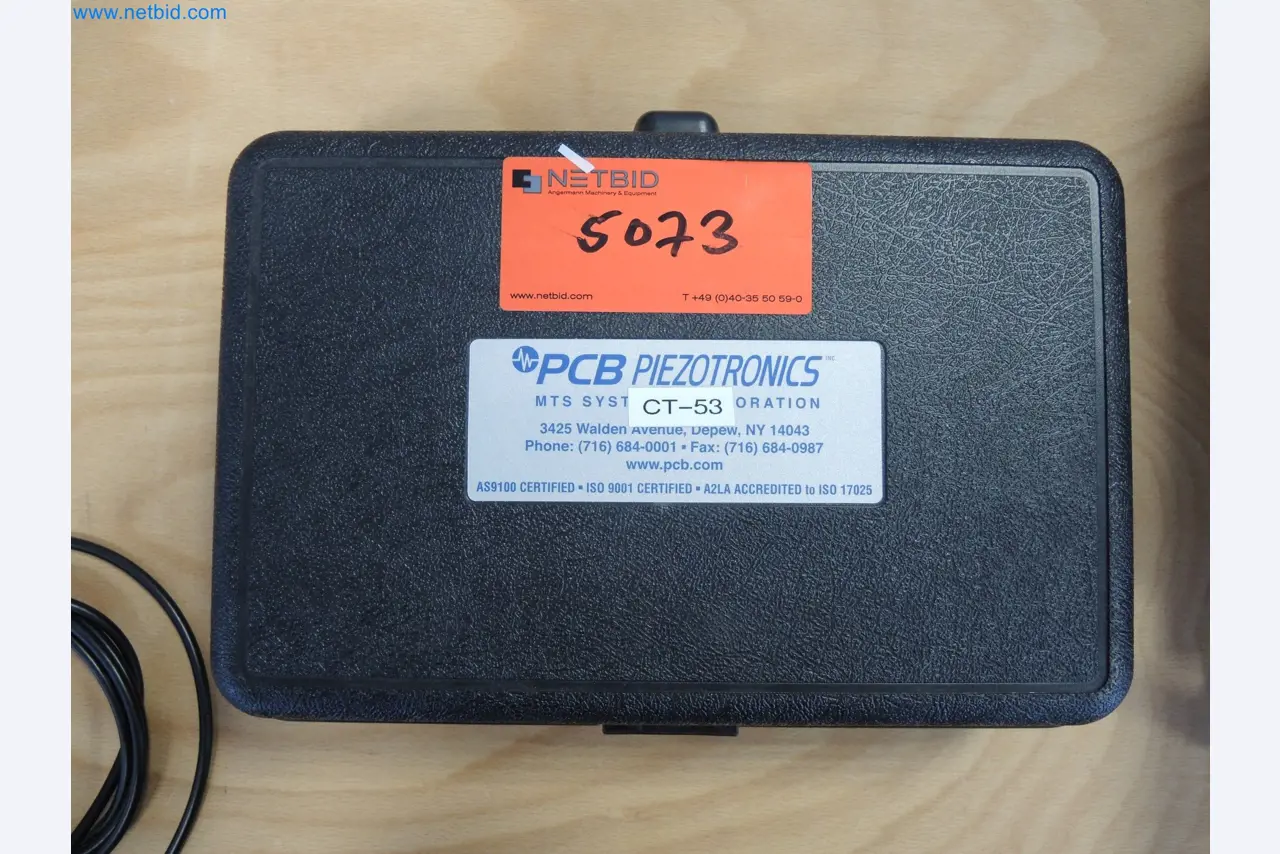 www.netbid.com
NETBID
Angermann Machinery & Equipment
5073
www.netbid.com T +49 (0)40-35 50 59-0
PCB PIEZOTRONICS INC.
MTS SYST ORATION
CT-53
3425 Walden Avenue, Depew, NY 14043
Phone: (716) 684-0001 • Fax: (716) 684-0987
www.pcb.com
AS9100 CERTIFIED • ISO 9001 CERTIFIED • A2LA ACCREDITED to ISO 17025